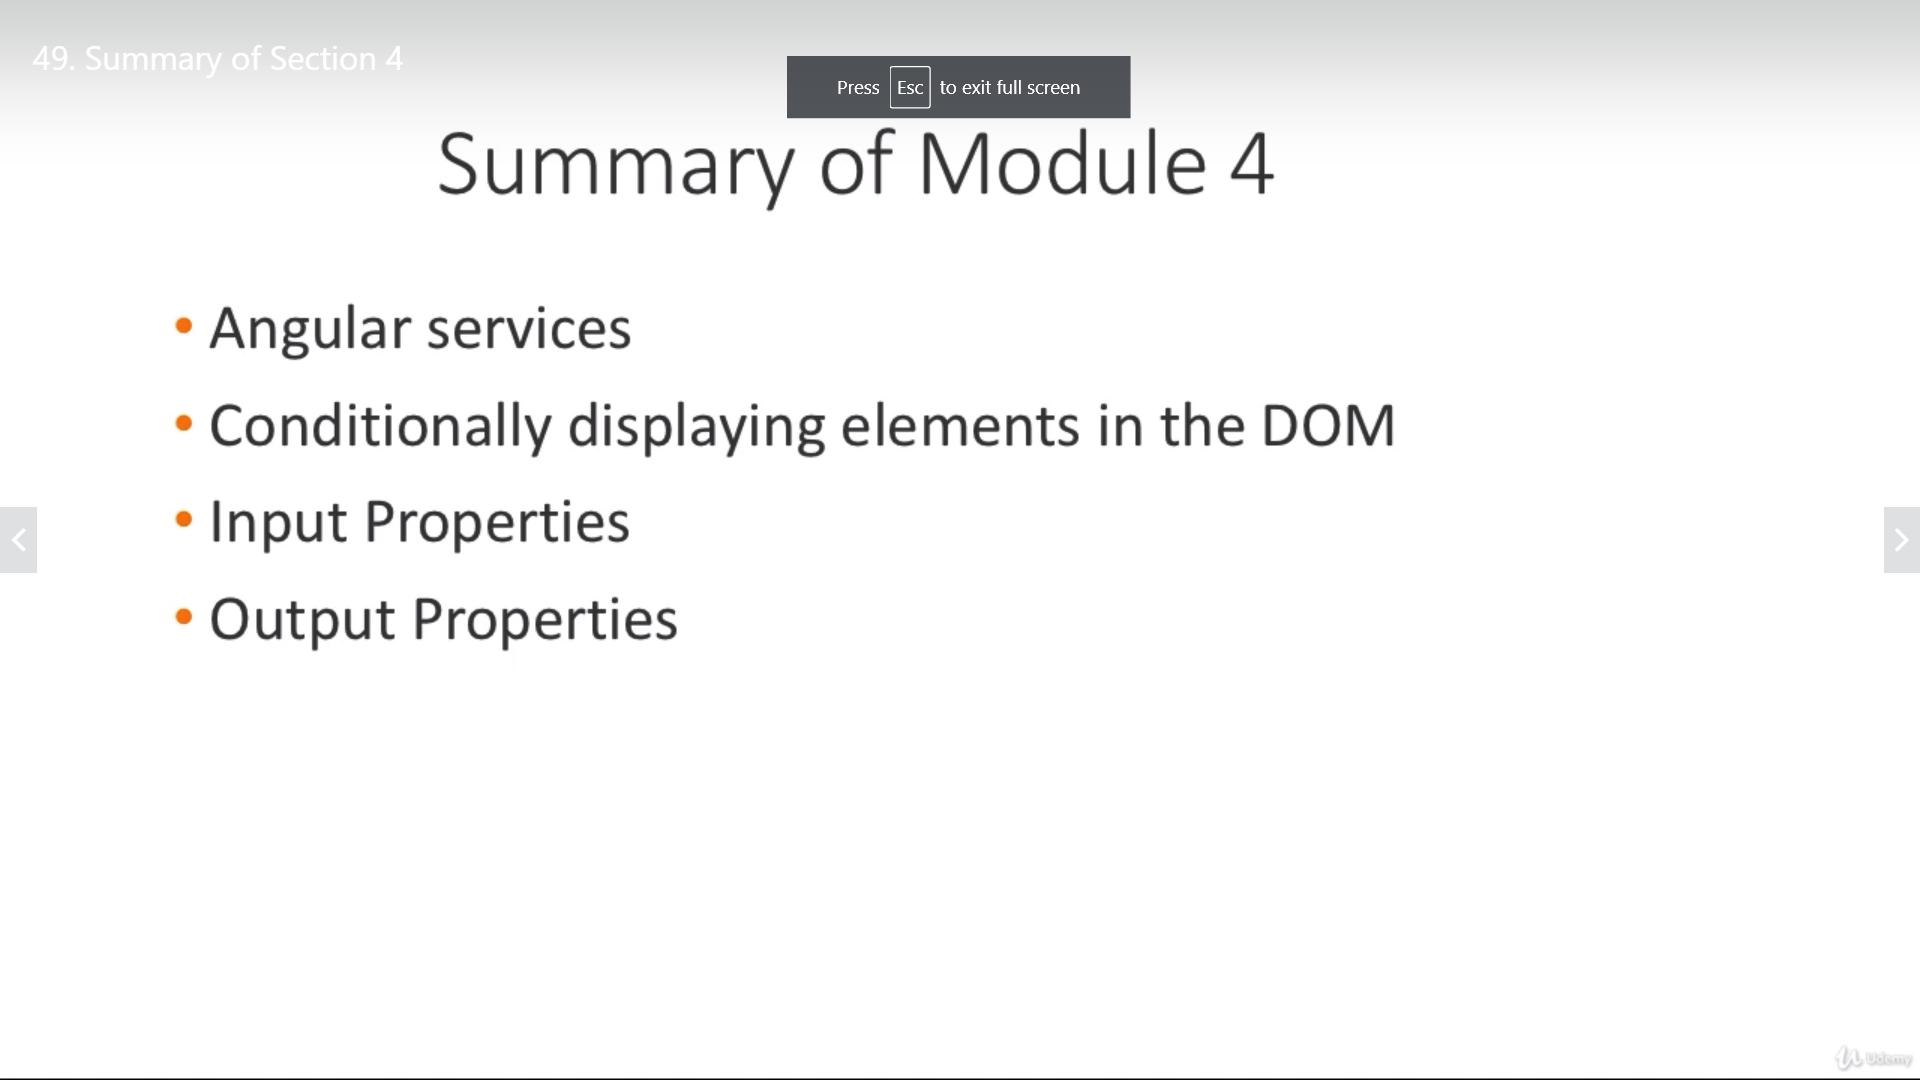 49. Summary of Section 4
Press Esc to exit full screen
Summary of Module 4
• Angular services
• Conditionally displaying elements in the DOM
• Input Properties
• Output Properties
Udemy